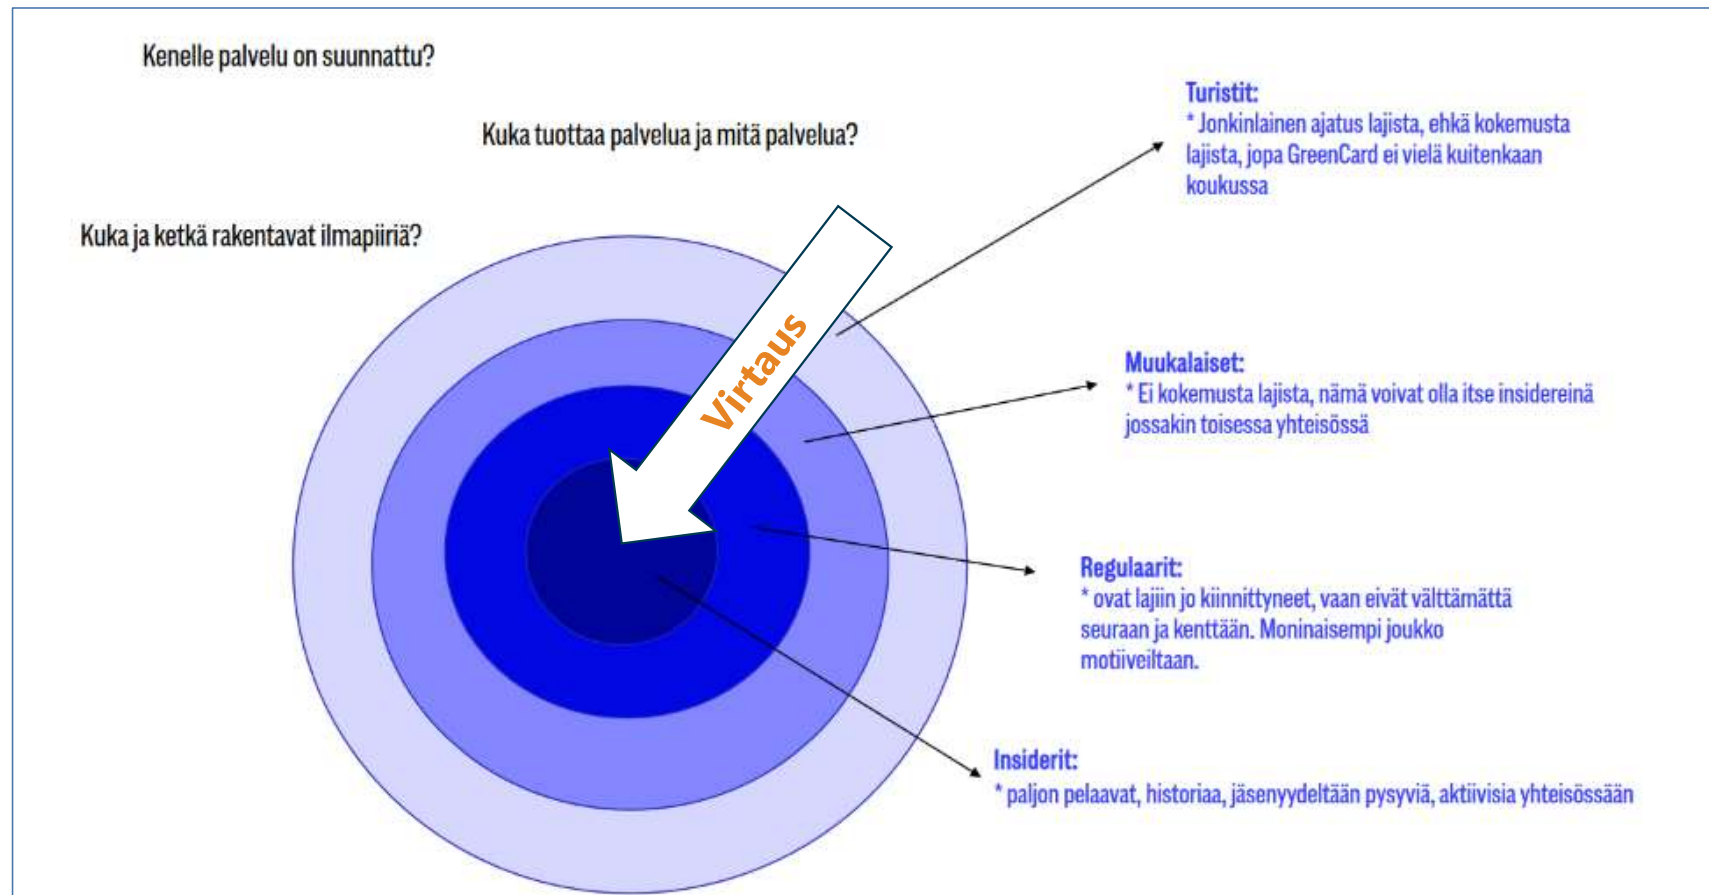 Kenelle palvelu on suunnattu?
Kuka tuottaa palvelua ja mitä palvelua?
Kuka ja ketkä rakentavat ilmapiiriä?
Virtaus
Turistit:
* Jonkinlainen ajatus lajista, ehkä kokemusta
lajista, jopa GreenCard ei vielä kuitenkaan
koukussa
Muukalaiset:
* Ei kokemusta lajista, nämä voivat olla itse insidereinä
jossakin toisessa yhteisössä
Regulaarit:
* ovat lajiin jo kiinnittyneet, vaan eivät välttämättä
seuraan ja kenttään. Moninaisempi joukko
motiiveiltaan.
Insiderit:
* paljon pelaavat, historiaa, jäsenyydeltään pysyviä, aktiivisia yhteisössään